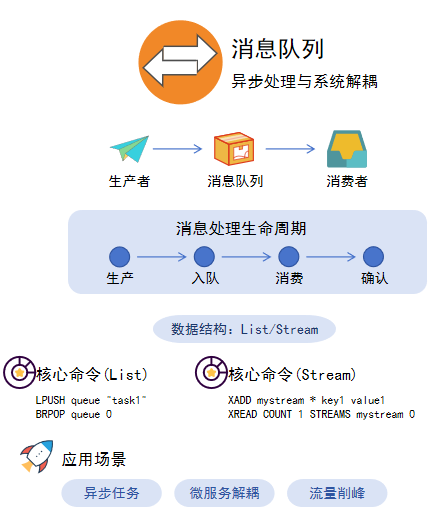 消息队列
异步处理与系统解耦
生产者
消息队列
消费者
消息处理生命周期
生产
入队
消费
确认
数据结构：List/Stream
核心命令(List)
LPUSH queue "task1"
BRPOP queue 0
核心命令(Stream)
XADD mystream * key1 value1
XREAD COUNT 1 STREAMS mystream 0
应用场景
异步任务
微服务解耦
流量削峰